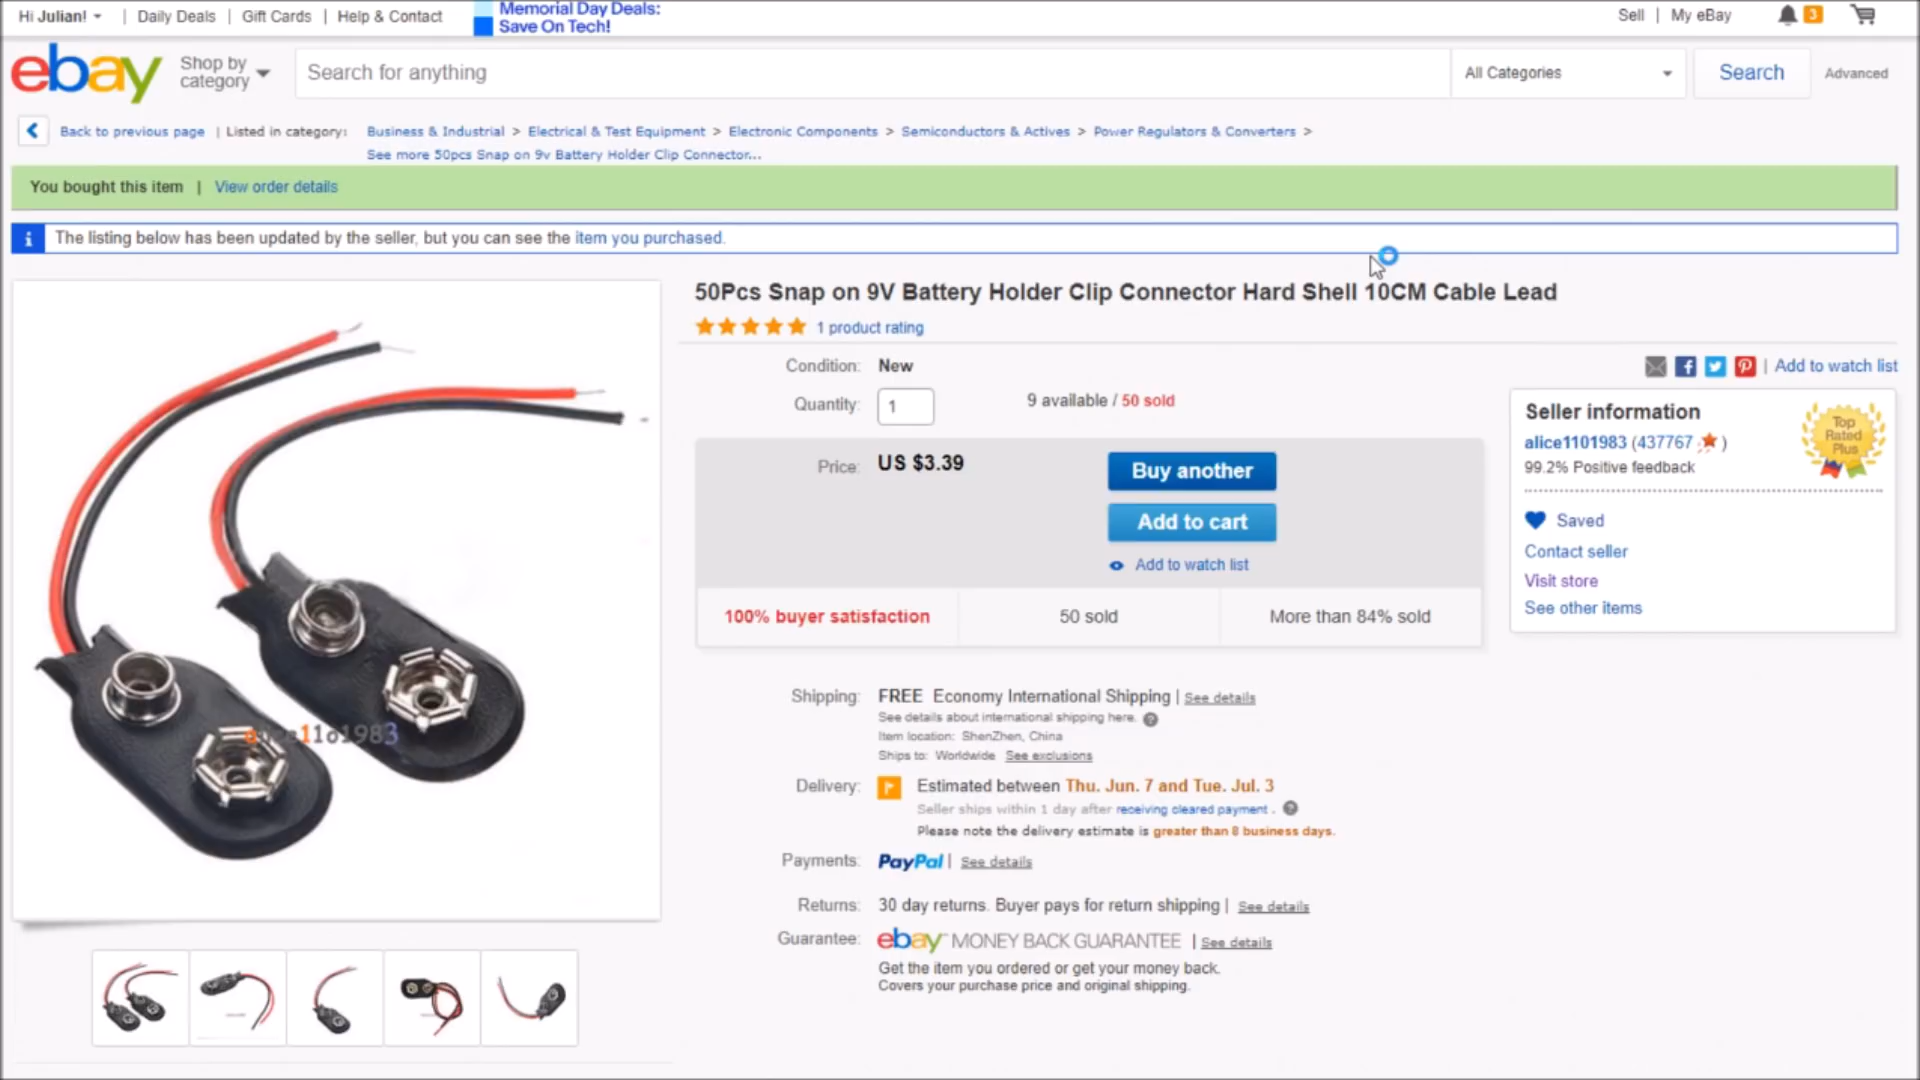 Hi Julian! | Daily Deals | Gift Cards | Help & Contact
Memorial Day Deals:
Save On Tech!
Sell | My eBay 3
ebay
Shop by
category
Search for anything
All Categories
Search
Advanced
Back to previous page | Listed in category:
Business & Industrial > Electrical & Test Equipment > Electronic Components > Semiconductors & Actives > Power Regulators & Converters >
See more 50pcs Snap on 9v Battery Holder Clip Connector...
You bought this item | View order details
i The listing below has been updated by the seller, but you can see the item you purchased.
50Pcs Snap on 9V Battery Holder Clip Connector Hard Shell 10CM Cable Lead
1 product rating
Condition: New
Quantity: 1
9 available / 50 sold
Price: US $3.39
Buy another
Add to cart
Add to watch list
100% buyer satisfaction
50 sold
More than 84% sold
| Add to watch list
Seller information
alice1101983 (437767 )
99.2% Positive feedback
Top
Rated
Plus
Saved
Contact seller
Visit store
See other items
Shipping: FREE Economy International Shipping | See details
See details about international shipping here. ?
Item location: ShenZhen, China
Ships to: Worldwide See exclusions
Delivery: Estimated between Thu. Jun. 7 and Tue. Jul. 3
Seller ships within 1 day after receiving cleared payment . ?
Please note the delivery estimate is greater than 8 business days.
Payments: PayPal | See details
Returns: 30 day returns. Buyer pays for return shipping | See details
Guarantee: ebay MONEY BACK GUARANTEE | See details
Get the item you ordered or get your money back.
Covers your purchase price and original shipping.